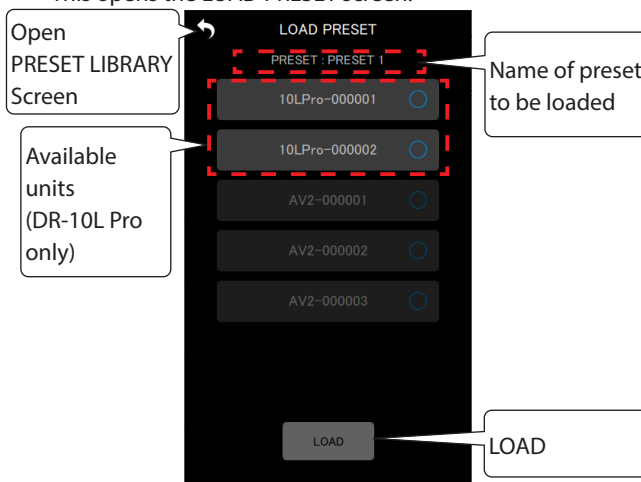 This opens the LOAD PRESET screen.
Open
PRESET LIBRARY
Screen
LOAD PRESET
PRESET : PRESET 1
Name of preset
to be loaded
10LPro-000001
10LPro-000002
Available
units
(DR-10L Pro
only)
AV2-000001
AV2-000002
AV2-000003
LOAD
LOAD